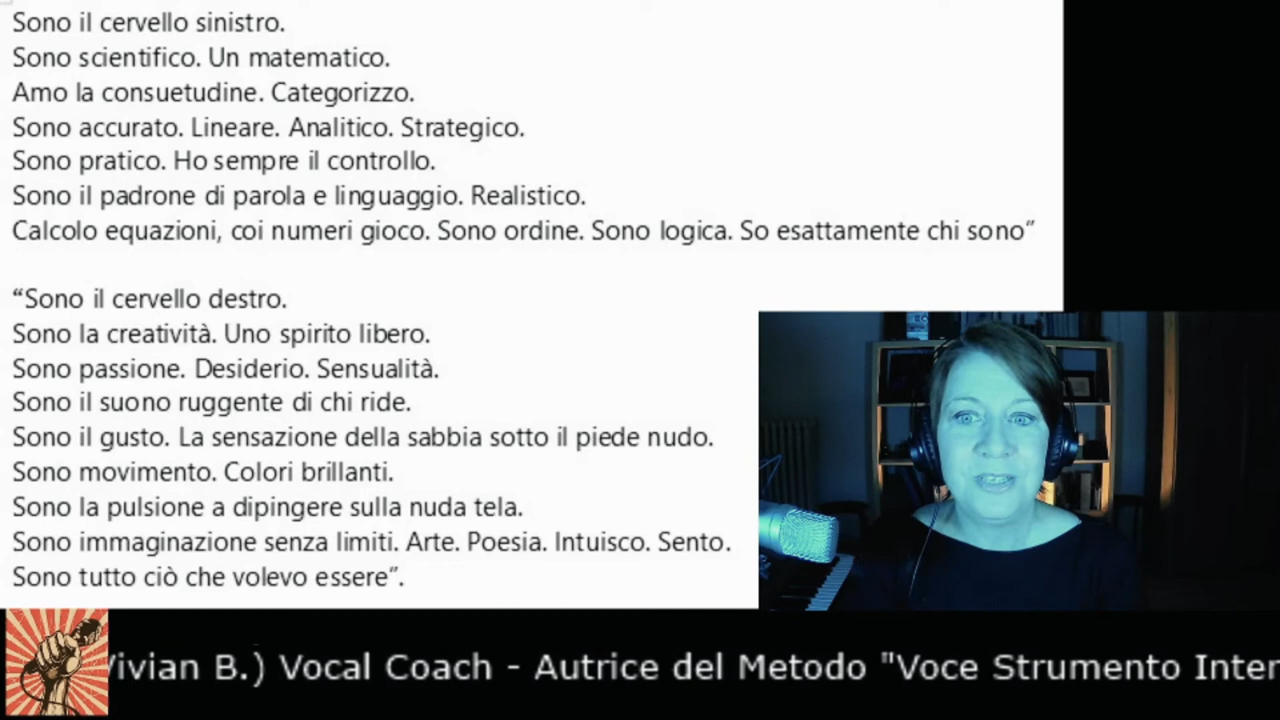 Sono il cervello sinistro.
Sono scientifico. Un matematico.
Amo la consuetudine. Categorizzo.
Sono accurato. Lineare. Analitico. Strategico.
Sono pratico. Ho sempre il controllo.
Sono il padrone di parola e linguaggio. Realistico.
Calcolo equazioni, coi numeri gioco. Sono ordine. Sono logica. So esattamente chi sono”
“Sono il cervello destro.
Sono la creatività. Uno spirito libero.
Sono passione. Desiderio. Sensualità.
Sono il suono ruggente di chi ride.
Sono il gusto. La sensazione della sabbia sotto il piede nudo.
Sono movimento. Colori brillanti.
Sono la pulsione a dipingere sulla nuda tela.
Sono immaginazione senza limiti. Arte. Poesia. Intuisco. Sento.
Sono tutto ciò che volevo essere”.
Vivian B.) Vocal Coach - Autrice del Metodo "Voce Strumento Inter